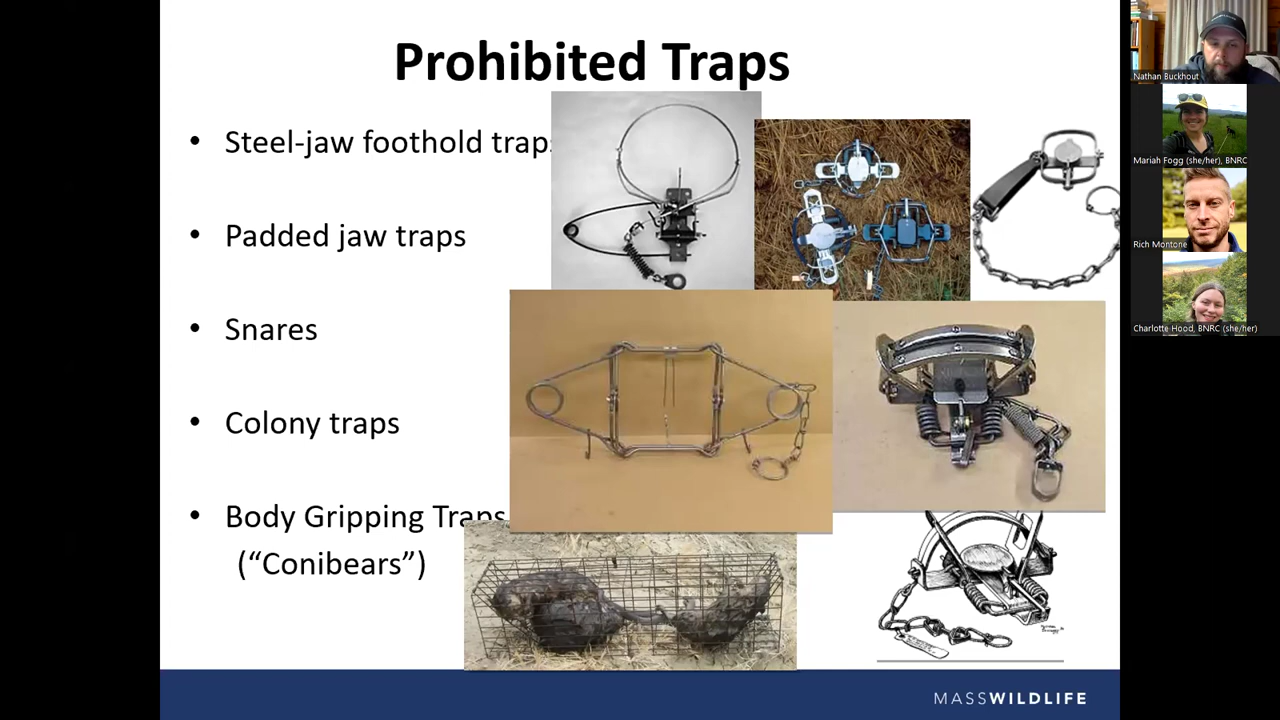 Prohibited Traps
• Steel-jaw foothold traps
• Padded jaw traps
• Snares
• Colony traps
• Body Gripping Traps
(“Conibears”)
MASSWILDLIFE
Nathan Buckhout
Mariah Fogg (she/her), BNRC
Rich Montone
Charlotte Hood, BNRC (she/her)